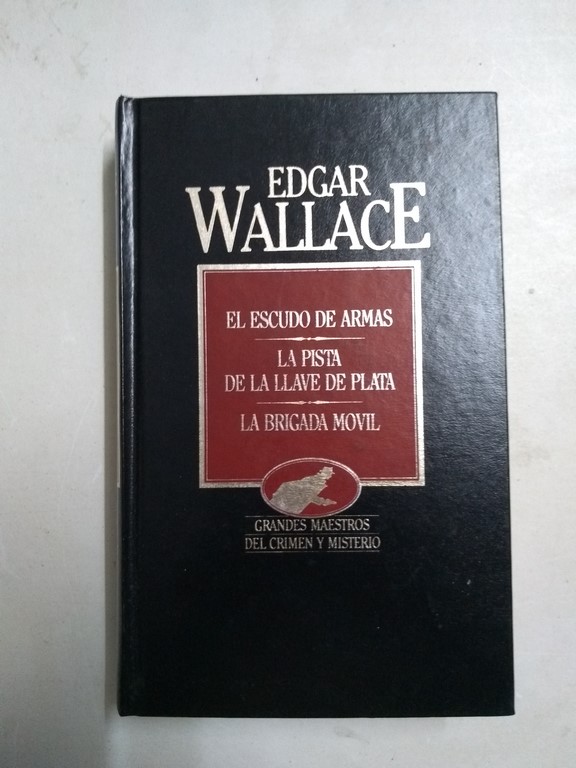 EDGAR
WALLACE
EL ESCUDO DE ARMAS
LA PISTA
DE LA LLAVE DE PLATA
LA BRIGADA MOVIL
GRANDES MAESTROS
DEL CRIMEN Y MISTERIO